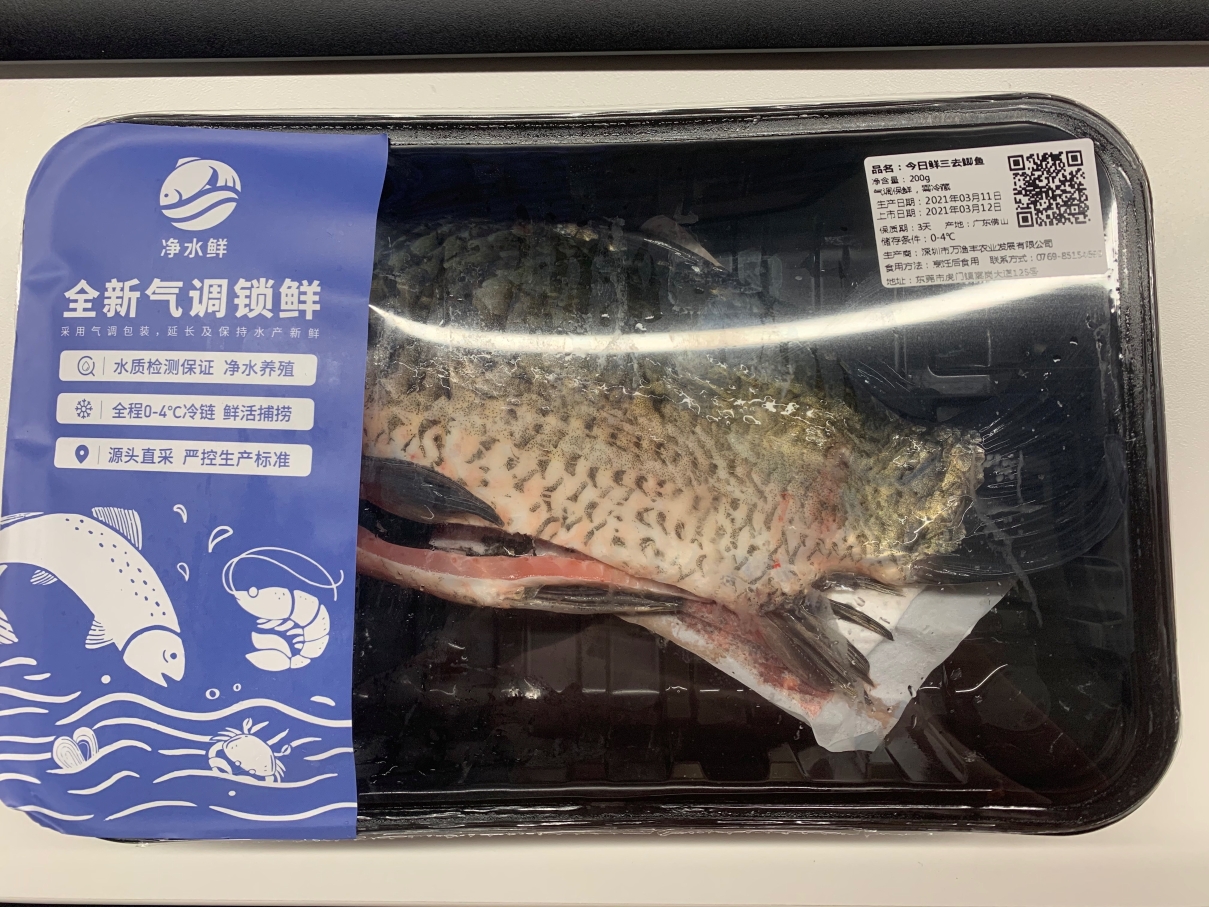 净水鲜
全新气调锁鲜
采用气调包装，延长及保持水产新鲜
水质检测保证 净水养殖
全程0-4℃冷链 鲜活捕捞
源头直采 严控生产标准
品名：今日鲜三去鲫鱼
净含量：200g
气调保鲜，需冷藏
生产日期：2021年03月11日
上市日期：2021年03月12日
保质期：3天 产地：广东佛山
储存条件：0-4℃
生产商：深圳市万渔丰农业发展有限公司
食用方法：烹饪后食用 联系方式：
地址：东莞市虎门镇富岗大道125号